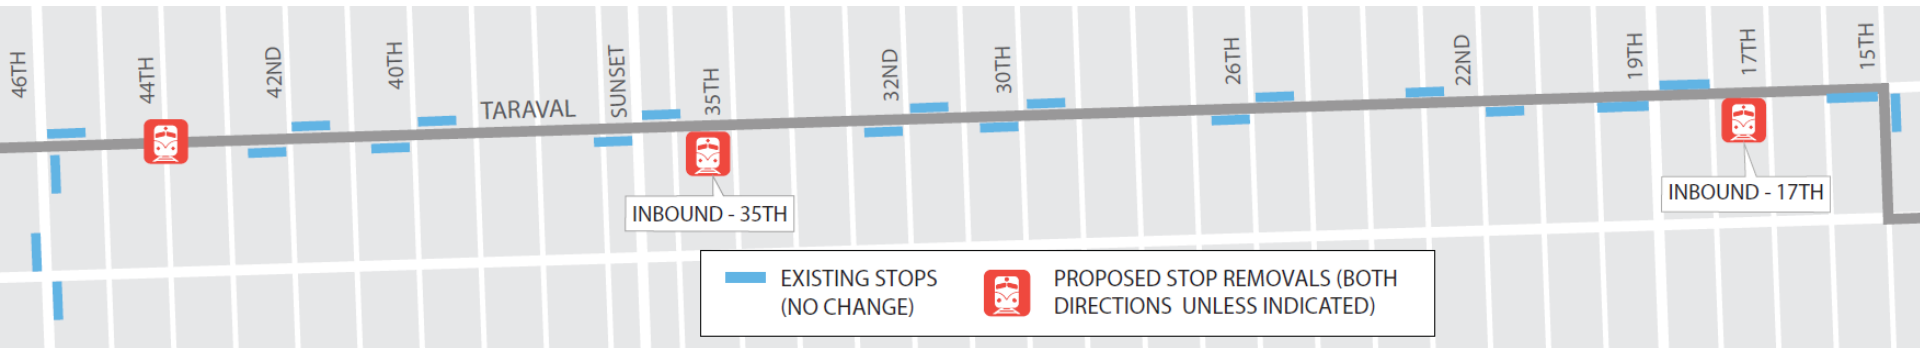 46TH
44TH
42ND
40TH
TARAVAL
SUNSET
35TH
32ND
30TH
26TH
22ND
19TH
17TH
15TH
INBOUND - 35TH
INBOUND - 17TH
EXISTING STOPS
(NO CHANGE)
PROPOSED STOP REMOVALS (BOTH
DIRECTIONS UNLESS INDICATED)